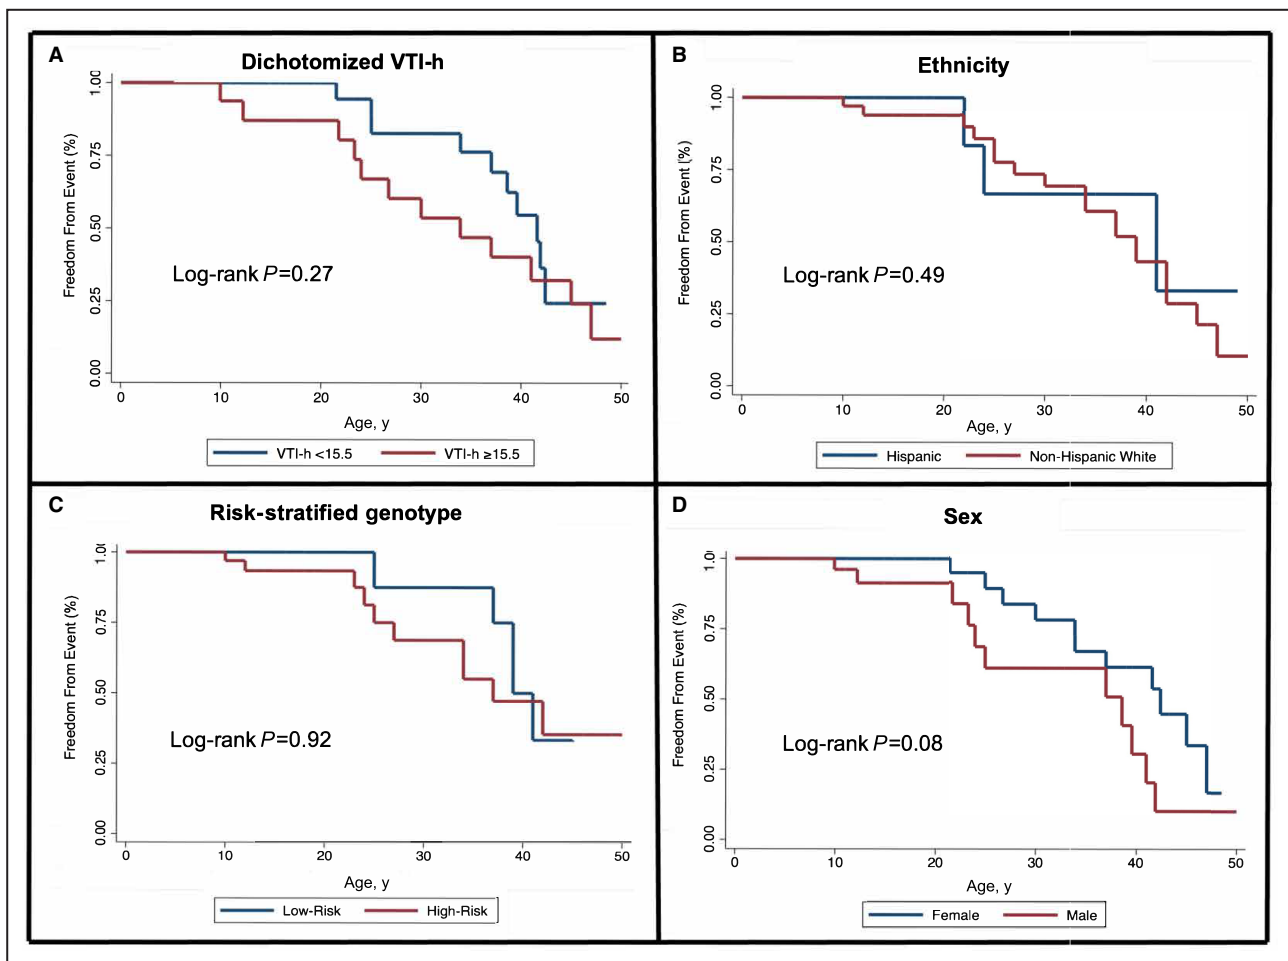 A
Dichotomized VTI-h
Freedom From Event (%)
1.00
0.75
0.50
0.25
0.00
Log-rank P=0.27
0 10 20 30 40 50
Age, y
VTI-h <15.5 VTI-h ≥15.5
B
Ethnicity
Freedom From Event (%)
1.00
0.75
0.50
0.25
0.00
Log-rank P=0.49
0 10 20 30 40 50
Age, y
Hispanic Non-Hispanic White
C
Risk-stratified genotype
Freedom From Event (%)
1.0
0.75
0.50
0.25
0.00
Log-rank P=0.92
0 10 20 30 40 50
Age, y
Low-Risk High-Risk
D
Sex
Freedom From Event (%)
1.0
0.75
0.50
0.25
0.00
Log-rank P=0.08
0 10 20 30 40 50
Age, y
Female Male